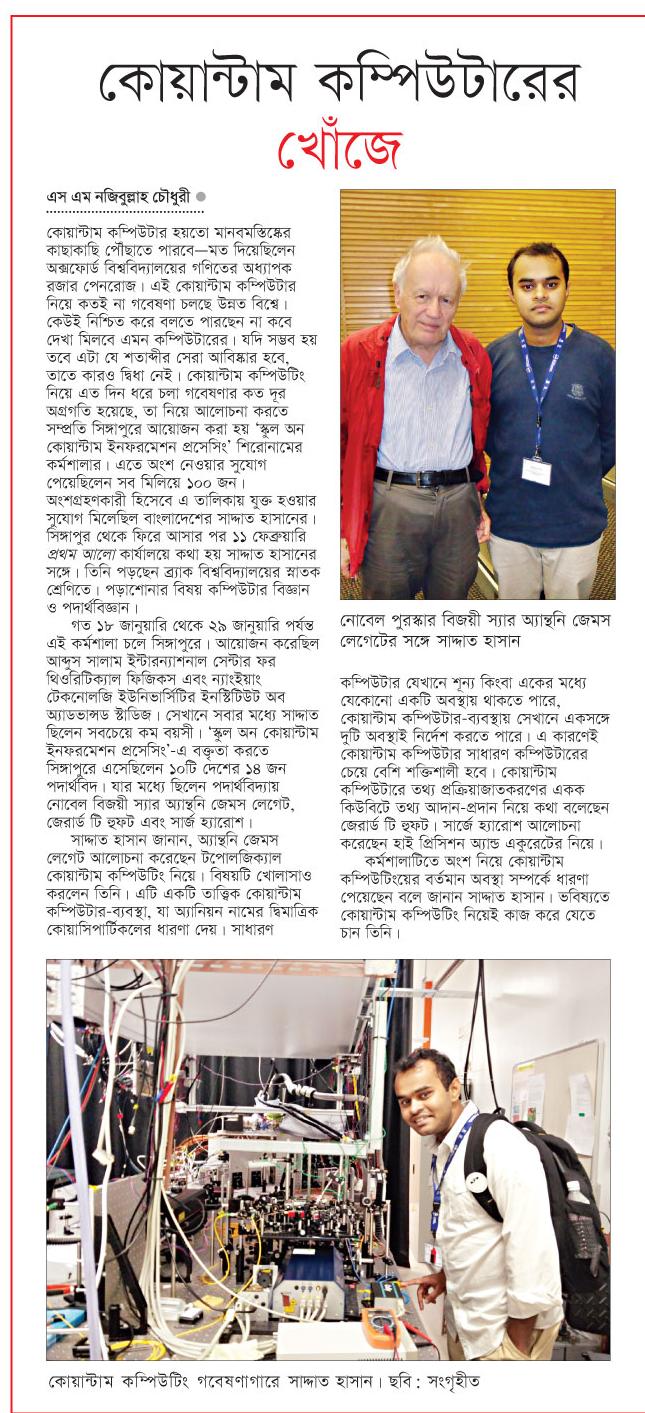 কোয়ান্টাম কম্পিউটারের
খোঁজে
এস এম নজিবুল্লাহ চৌধুরী ●
কোয়ান্টাম কম্পিউটার হয়তো মানবমস্তিষ্কের
কাছাকাছি পৌঁছাতে পারবে—মত দিয়েছিলেন
অক্সফোর্ড বিশ্ববিদ্যালয়ের গণিতের অধ্যাপক
রজার পেনরোজ। এই কোয়ান্টাম কম্পিউটার
নিয়ে কতই না গবেষণা চলছে উন্নত বিশ্বে।
কেউই নিশ্চিত করে বলতে পারছেন না কবে
দেখা মিলবে এমন কম্পিউটারের। যদি সম্ভব হয়
তবে এটা যে শতাব্দীর সেরা আবিষ্কার হবে,
তাতে কারও দ্বিধা নেই। কোয়ান্টাম কম্পিউটিং
নিয়ে এত দিন ধরে চলা গবেষণার কত দূর
অগ্রগতি হয়েছে, তা নিয়ে আলোচনা করতে
সম্প্রতি সিঙ্গাপুরে আয়োজন করা হয় ‘স্কুল অন
কোয়ান্টাম ইনফরমেশন প্রসেসিং’ শিরোনামের
কর্মশালার। এতে অংশ নেওয়ার সুযোগ
পেয়েছিলেন সব মিলিয়ে ১০০ জন।
অংশগ্রহণকারী হিসেবে এ তালিকায় যুক্ত হওয়ার
সুযোগ মিলেছিল বাংলাদেশের সাদ্দাত হাসানের।
সিঙ্গাপুর থেকে ফিরে আসার পর ১১ ফেব্রুয়ারি
প্রথম আলো কার্যালয়ে কথা হয় সাদ্দাত হাসানের
সঙ্গে। তিনি পড়ছেন ব্র্যাক বিশ্ববিদ্যালয়ের স্নাতক
শ্রেণিতে। পড়াশোনার বিষয় কম্পিউটার বিজ্ঞান
ও পদার্থবিজ্ঞান।
গত ১৮ জানুয়ারি থেকে ২৯ জানুয়ারি পর্যন্ত
এই কর্মশালা চলে সিঙ্গাপুরে। আয়োজন করেছিল
আব্দুস সালাম ইন্টারন্যাশনাল সেন্টার ফর
থিওরিটিক্যাল ফিজিকস এবং ন্যাংইয়াং
টেকনোলজি ইউনিভার্সিটির ইনস্টিটিউট অব
অ্যাডভান্সড স্টাডিজ। সেখানে সবার মধ্যে সাদ্দাত
ছিলেন সবচেয়ে কম বয়সী। ‘স্কুল অন কোয়ান্টাম
ইনফরমেশন প্রসেসিং’-এ বক্তৃতা করতে
সিঙ্গাপুরে এসেছিলেন ১০টি দেশের ১৪ জন
পদার্থবিদ। যার মধ্যে ছিলেন পদার্থবিদ্যায়
নোবেল বিজয়ী স্যার অ্যান্থনি জেমস লেগেট,
জেরার্ড টি হুফট এবং সার্জ হ্যারোশ।
সাদ্দাত হাসান জানান, অ্যান্থনি জেমস
লেগেট আলোচনা করেছেন টপোলজিক্যাল
কোয়ান্টাম কম্পিউটিং নিয়ে। বিষয়টি খোলাসাও
করলেন তিনি। এটি একটি তাত্ত্বিক কোয়ান্টাম
কম্পিউটার-ব্যবস্থা, যা অ্যানিয়ন নামের দ্বিমাত্রিক
কোয়াসিপার্টিকলের ধারণা দেয়। সাধারণ
নোবেল পুরস্কার বিজয়ী স্যার অ্যান্থনি জেমস
লেগেটের সঙ্গে সাদ্দাত হাসান
কম্পিউটার যেখানে শূন্য কিংবা একের মধ্যে
যেকোনো একটি অবস্থায় থাকতে পারে,
কোয়ান্টাম কম্পিউটার-ব্যবস্থায় সেখানে একসঙ্গে
দুটি অবস্থাই নির্দেশ করতে পারে। এ কারণেই
কোয়ান্টাম কম্পিউটার সাধারণ কম্পিউটারের
চেয়ে বেশি শক্তিশালী হবে। কোয়ান্টাম
কম্পিউটারে তথ্য প্রক্রিয়াজাতকরণের একক
কিউবিটে তথ্য আদান-প্রদান নিয়ে কথা বলেছেন
জেরার্ড টি হুফট। সার্জে হ্যারোশ আলোচনা
করেছেন হাই প্রিসিশন অ্যান্ড একুরেটের নিয়ে।
কর্মশালাটিতে অংশ নিয়ে কোয়ান্টাম
কম্পিউটিংয়ের বর্তমান অবস্থা সম্পর্কে ধারণা
পেয়েছেন বলে জানান সাদ্দাত হাসান। ভবিষ্যতে
কোয়ান্টাম কম্পিউটিং নিয়েই কাজ করে যেতে
চান তিনি।
কোয়ান্টাম কম্পিউটিং গবেষণাগারে সাদ্দাত হাসান। ছবি : সংগৃহীত